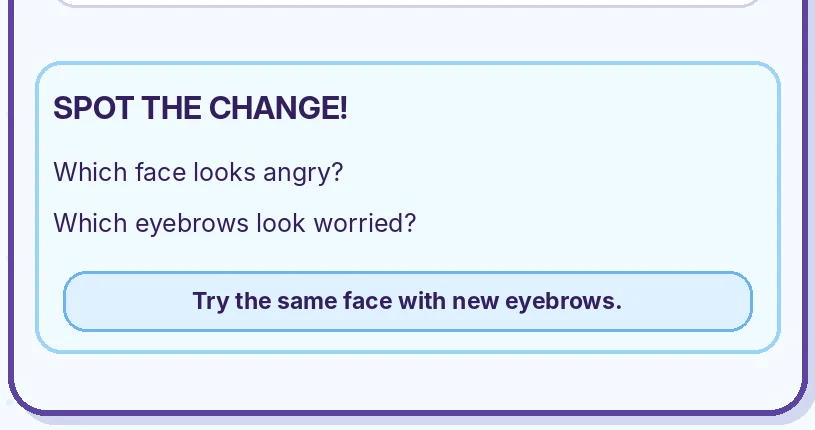 SPOT THE CHANGE!
Which face looks angry?
Which eyebrows look worried?
Try the same face with new eyebrows.